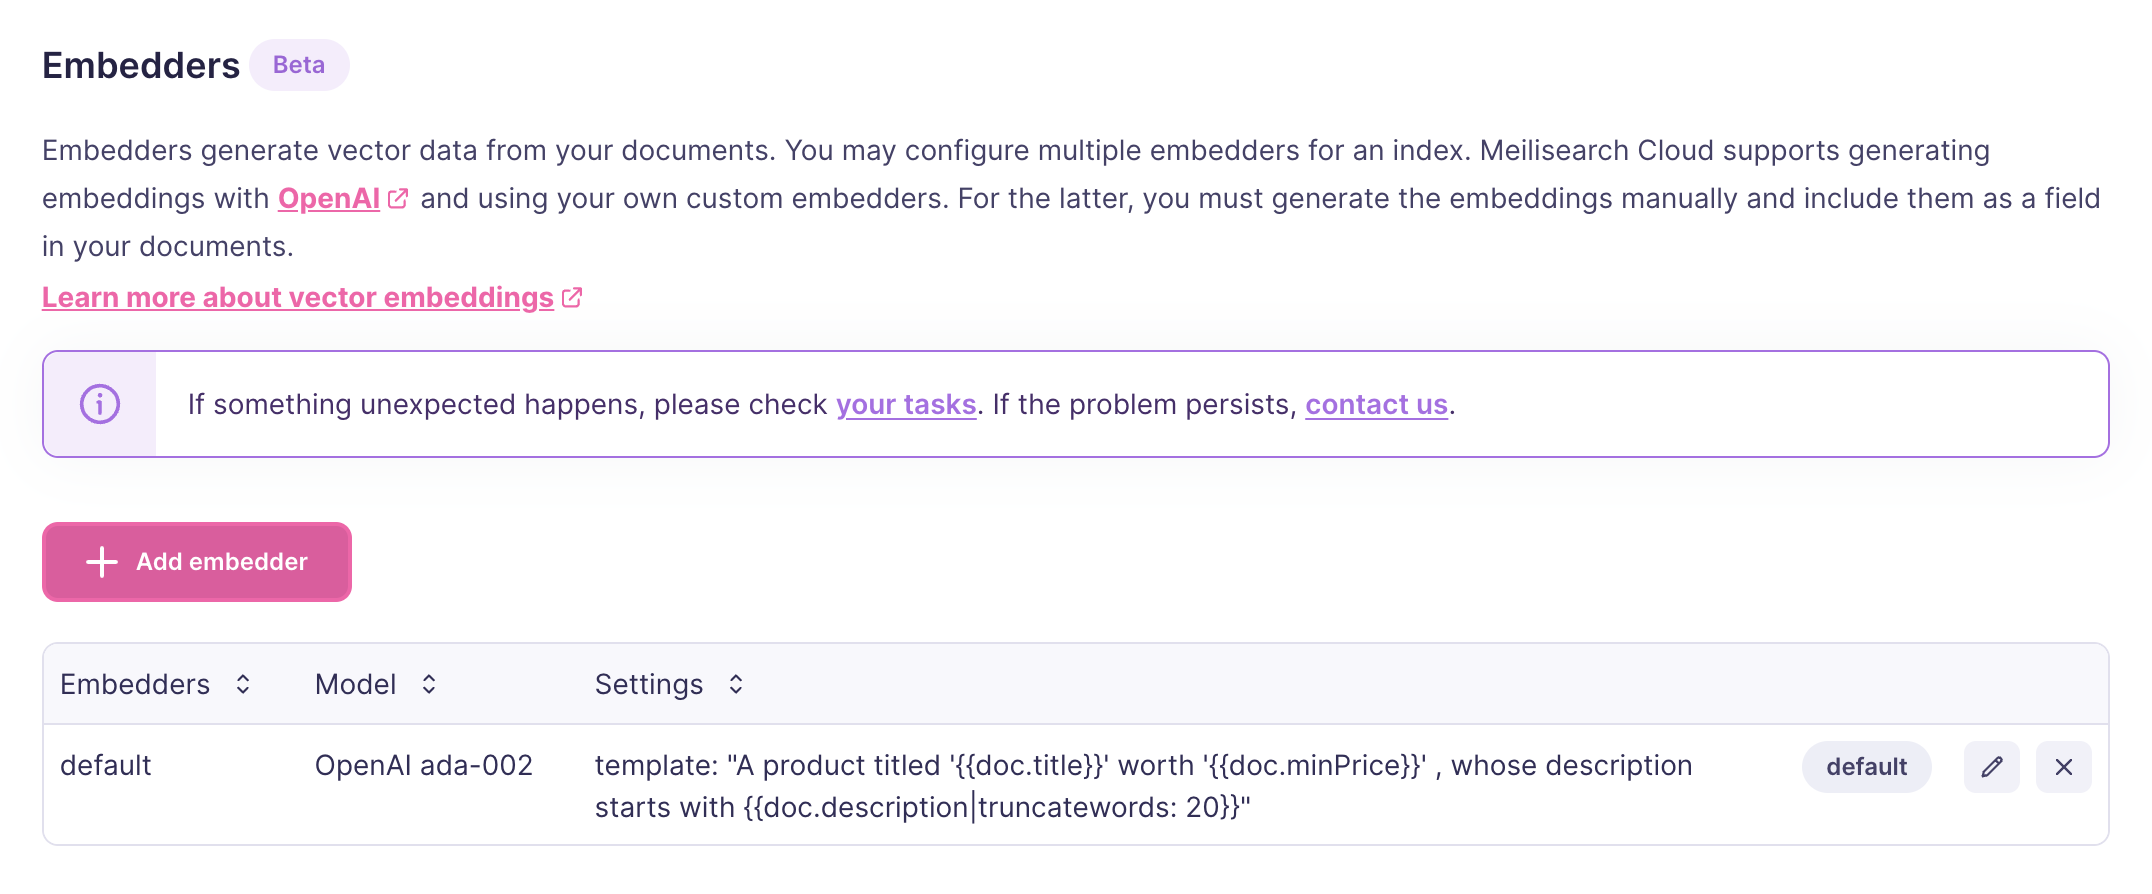 Embedders Beta
Embedders generate vector data from your documents. You may configure multiple embedders for an index. Meilisearch Cloud supports generating
embeddings with OpenAI and using your own custom embedders. For the latter, you must generate the embeddings manually and include them as a field
in your documents.
Learn more about vector embeddings
If something unexpected happens, please check your tasks. If the problem persists, contact us.
Add embedder
Embedders Model Settings
default OpenAI ada-002 template: "A product titled '{{doc.title}}' worth '{{doc.minPrice}}' , whose description default
starts with {{doc.description|truncatewords: 20}}"